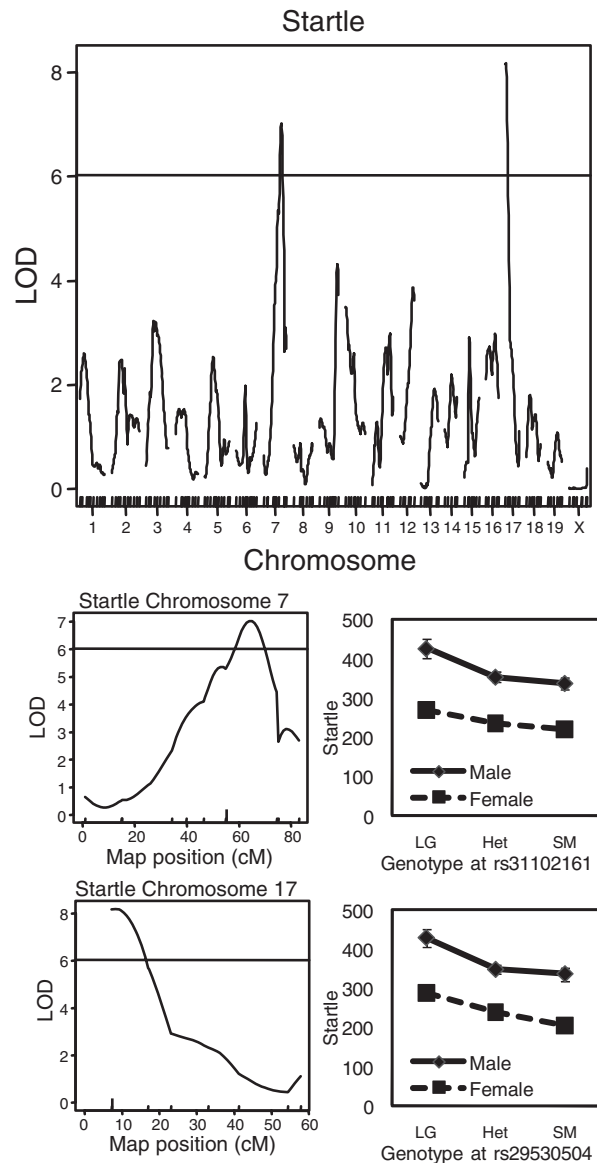 Startle
LOD
8
6
4
2
0
1 2 3 4 5 6 7 8 9 10 11 12 13 14 15 16 17 18 19 X
Chromosome
Startle Chromosome 7
LOD
7
6
5
4
3
2
1
0
0 20 40 60 80
Map position (cM)
Startle
500
400
300
200
100
0
Male
Female
LG Het SM
Genotype at rs31102161
Startle Chromosome 17
LOD
8
6
4
2
0
0 10 20 30 40 50 60
Map position (cM)
Startle
500
400
300
200
100
0
Male
Female
LG Het SM
Genotype at rs29530504